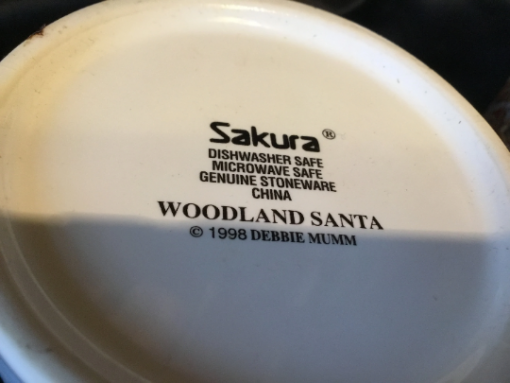 Sakura®
DISHWASHER SAFE
MICROWAVE SAFE
GENUINE STONEWARE
CHINA
WOODLAND SANTA
© 1998 DEBBIE MUMM